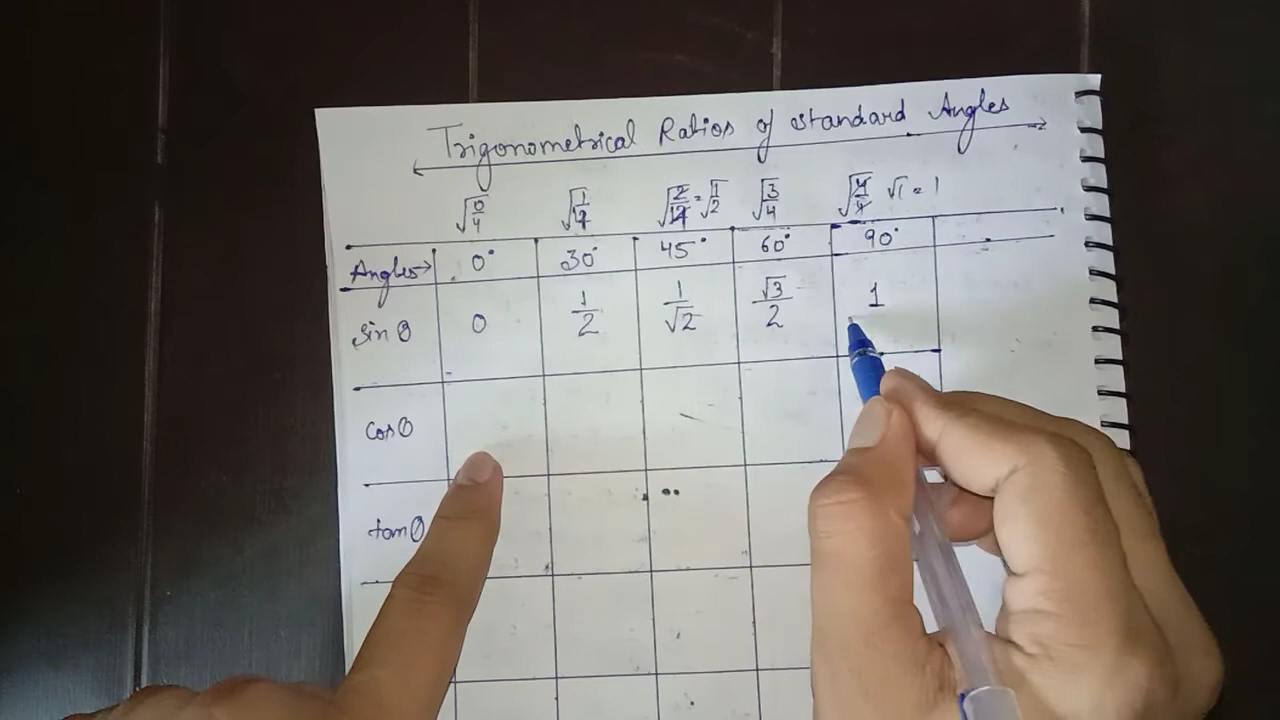 Trigonometrical Ratios of standard Angles
√0/4 √1/4 √2/4 = √1/2 √3/4 √4/4 √1 = 1
Angles→ 0° 30° 45° 60° 90°
sin θ 0 1/2 1/√2 √3/2 1
cos θ
tan θ